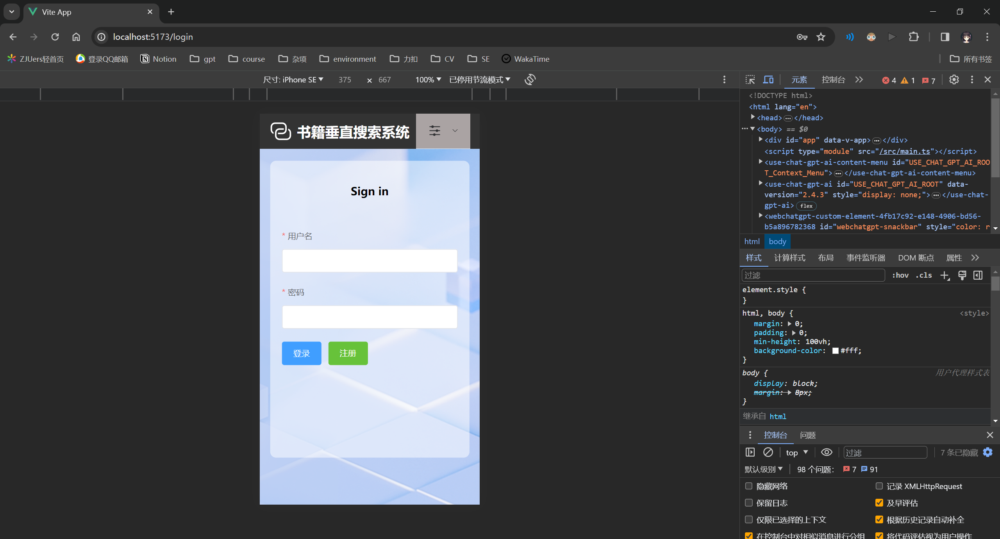 Vite App
localhost:5173/login
ZJUers轻首页 登录QQ邮箱 Notion gpt course 杂项 environment 力扣 CV SE WakaTime 所有书签
尺寸: iPhone SE 375 × 667 100% 已停用节流模式
书籍垂直搜索系统
Sign in
* 用户名
* 密码
登录 注册
元素 控制台 4 1 7
<!DOCTYPE html>
<html lang="en">
<head> </head>
<body> == $0
<div id="app" data-v-app> </div>
<script type="module" src="/src/main.ts"></script>
<use-chat-gpt-ai-content-menu id="USE_CHAT_GPT_AI_ROO
T_Context_Menu"> </use-chat-gpt-ai-content-menu>
<use-chat-gpt-ai id="USE_CHAT_GPT_AI_ROOT" data-
version="2.4.3" style="display: none;"> </use-chat-
gpt-ai> flex
<webchatgpt-custom-element-4fb17c92-e148-4906-bd56-
b5a896782368 id="webchatgpt-snackbar" style="color: r
html body
样式 计算样式 布局 事件监听器 DOM 断点 属性
过滤 :hov .cls
element.style {
}
html, body { <style>
margin: 0;
padding: 0;
min-height: 100vh;
background-color: #fff;
}
body { 用户代理样式表
display: block;
margin: 8px;
}
继承自 html
控制台 问题
top 过滤 7 条已隐藏
默认级别 98 个问题: 7 91
隐藏网络 记录 XMLHttpRequest
保留日志 及早评估
仅限已选择的上下文 根据历史记录自动补全
在控制台中对相似消息进行分组 将代码评估视为用户操作